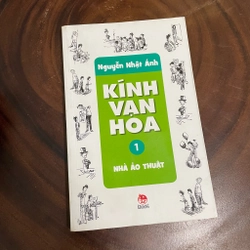 Nguyễn Nhật Ánh
KÍNH
VẠN
HOA
1
NHÀ ẢO THUẬT